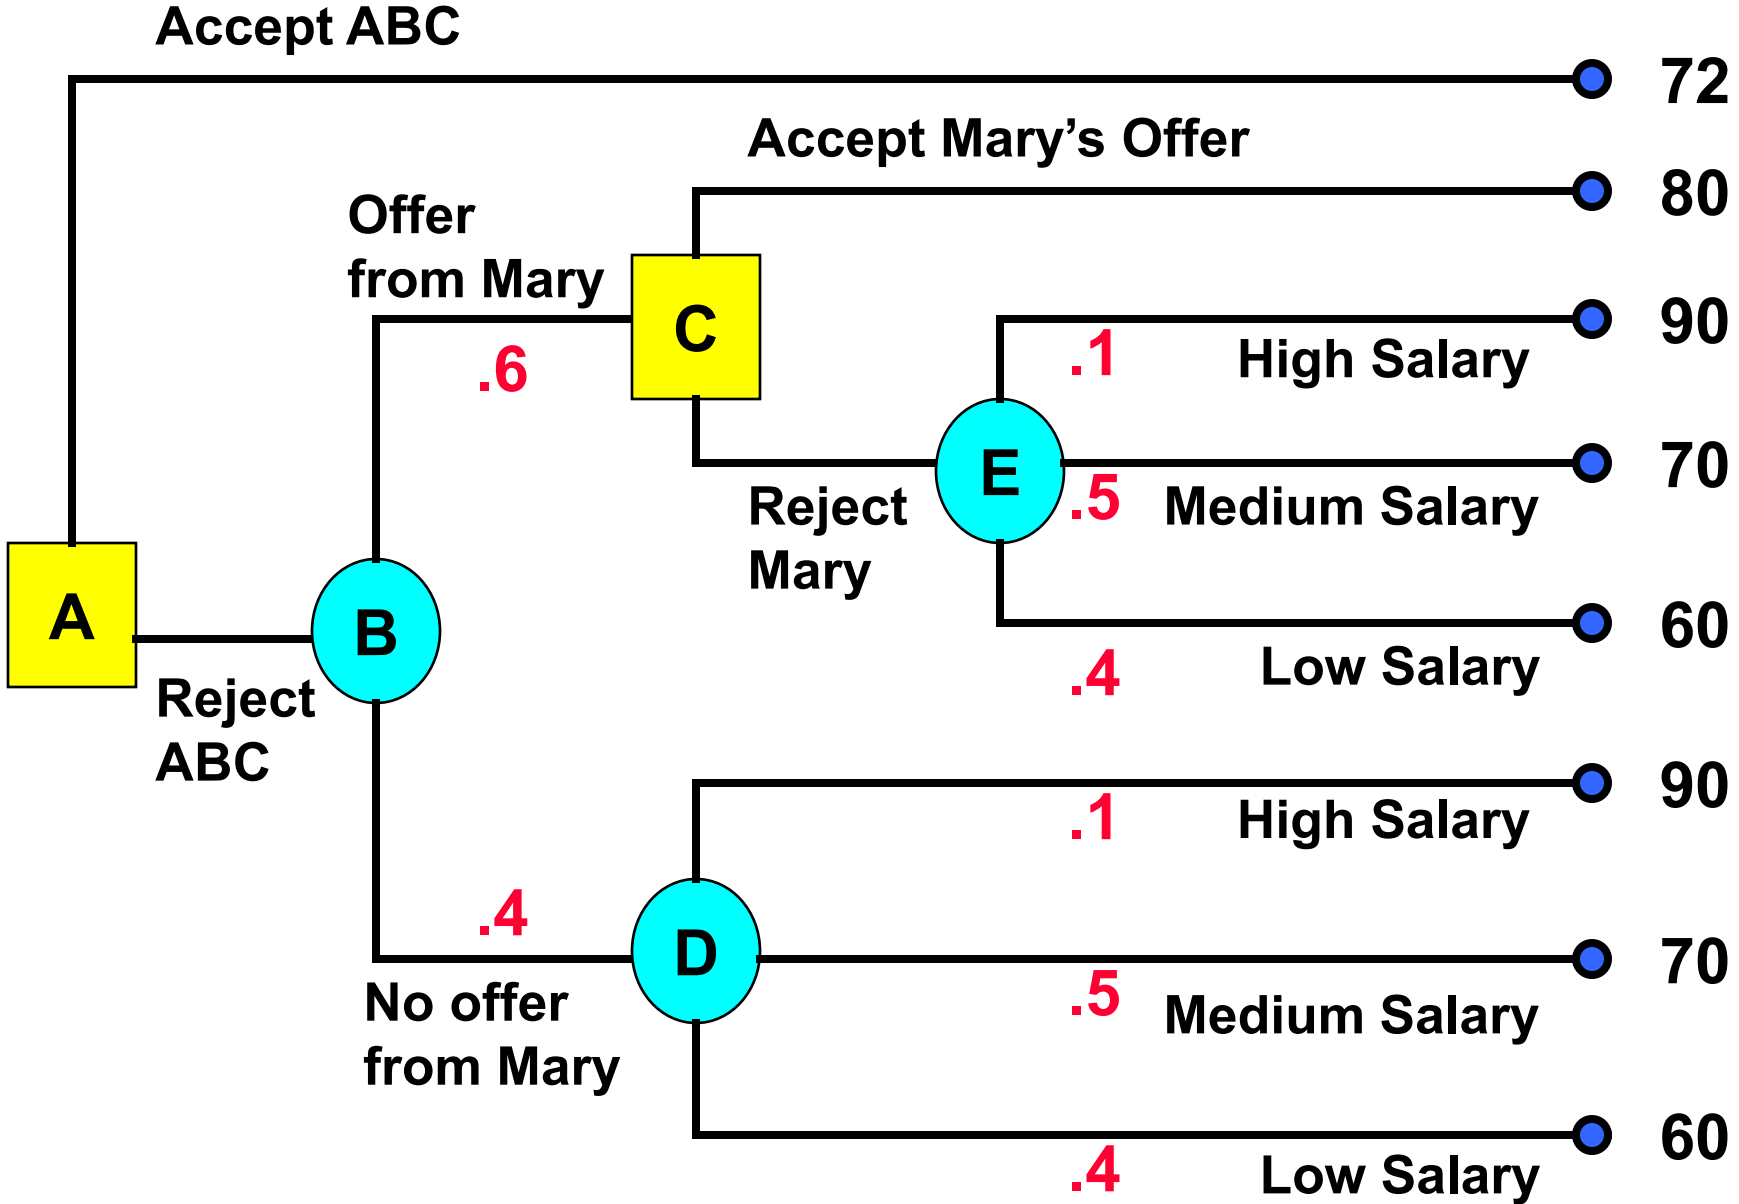 Accept ABC
72
Accept Mary's Offer
80
Offer
from Mary
.6
C
90
.1
High Salary
E
70
.5
Medium Salary
Reject
Mary
60
.4
Low Salary
A
B
Reject
ABC
90
.1
High Salary
.4
D
70
No offer
from Mary
.5
Medium Salary
60
.4
Low Salary